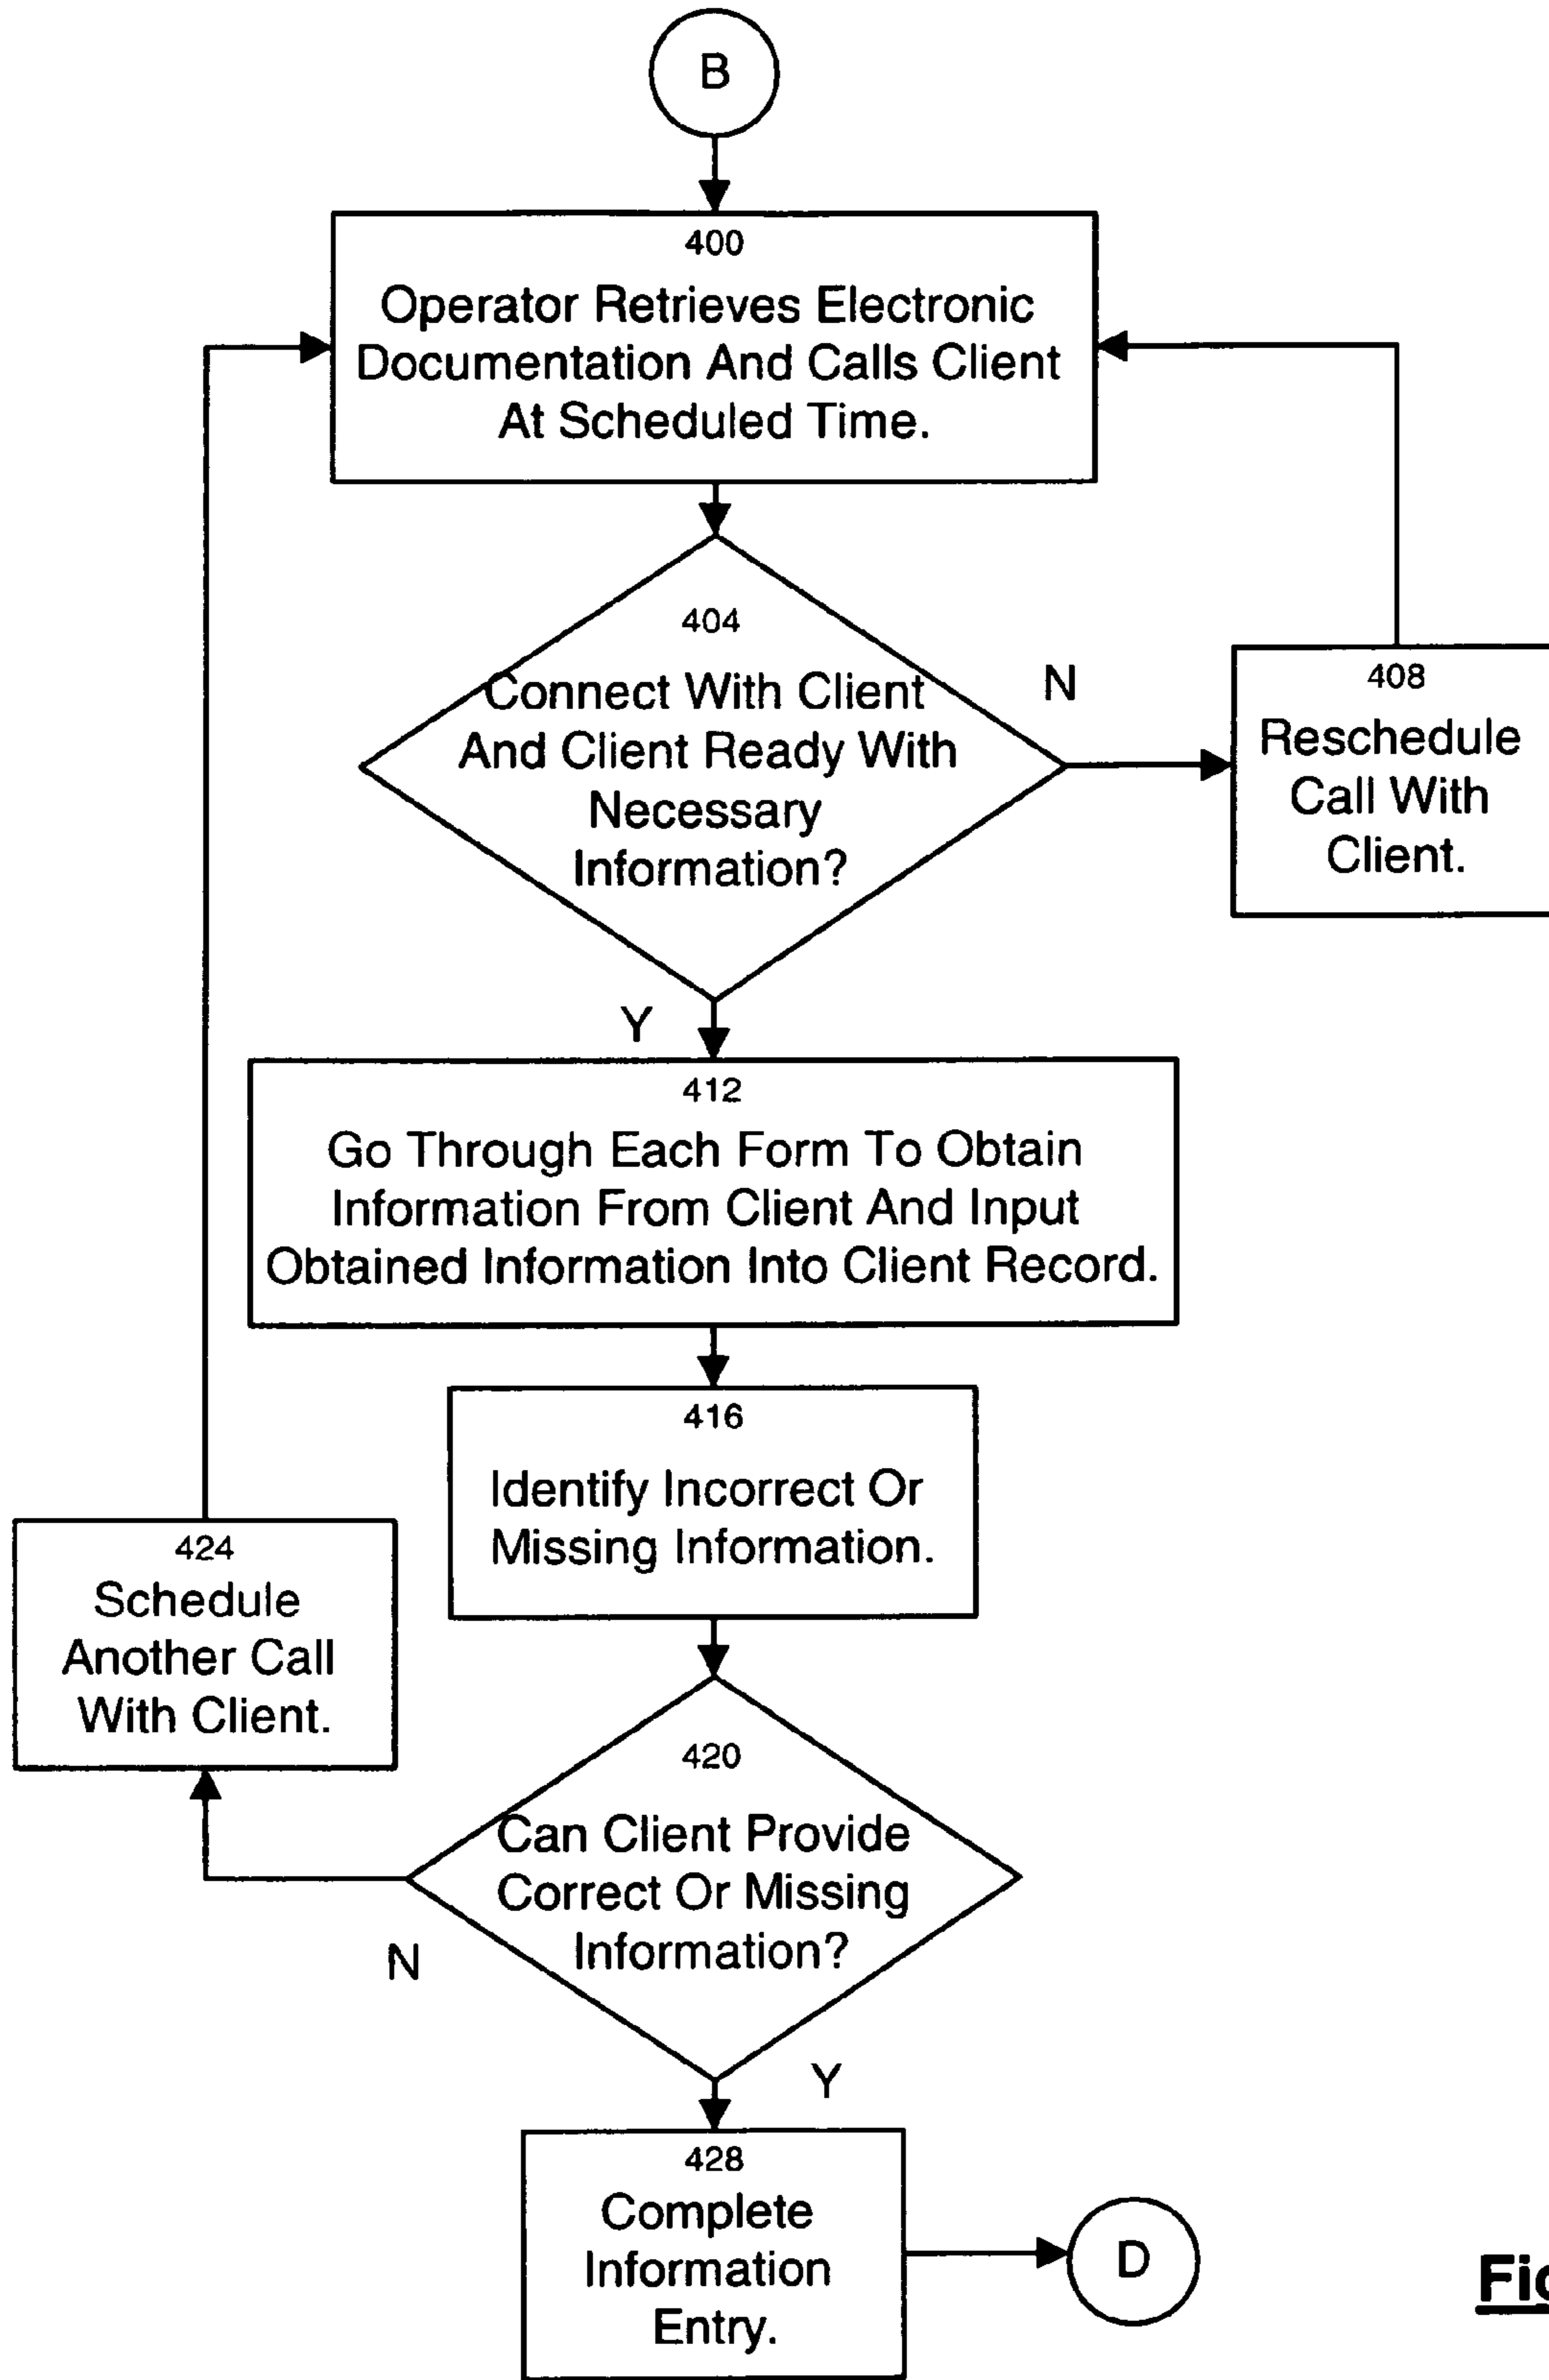 B
400
Operator Retrieves Electronic
Documentation And Calls Client
At Scheduled Time.
404
Connect With Client
And Client Ready With
Necessary
Information?
N
408
Reschedule
Call With
Client.
Y
412
Go Through Each Form To Obtain
Information From Client And Input
Obtained Information Into Client Record.
416
Identify Incorrect Or
Missing Information.
424
Schedule
Another Call
With Client.
420
Can Client Provide
Correct Or Missing
Information?
N
Y
428
Complete
Information
Entry.
D